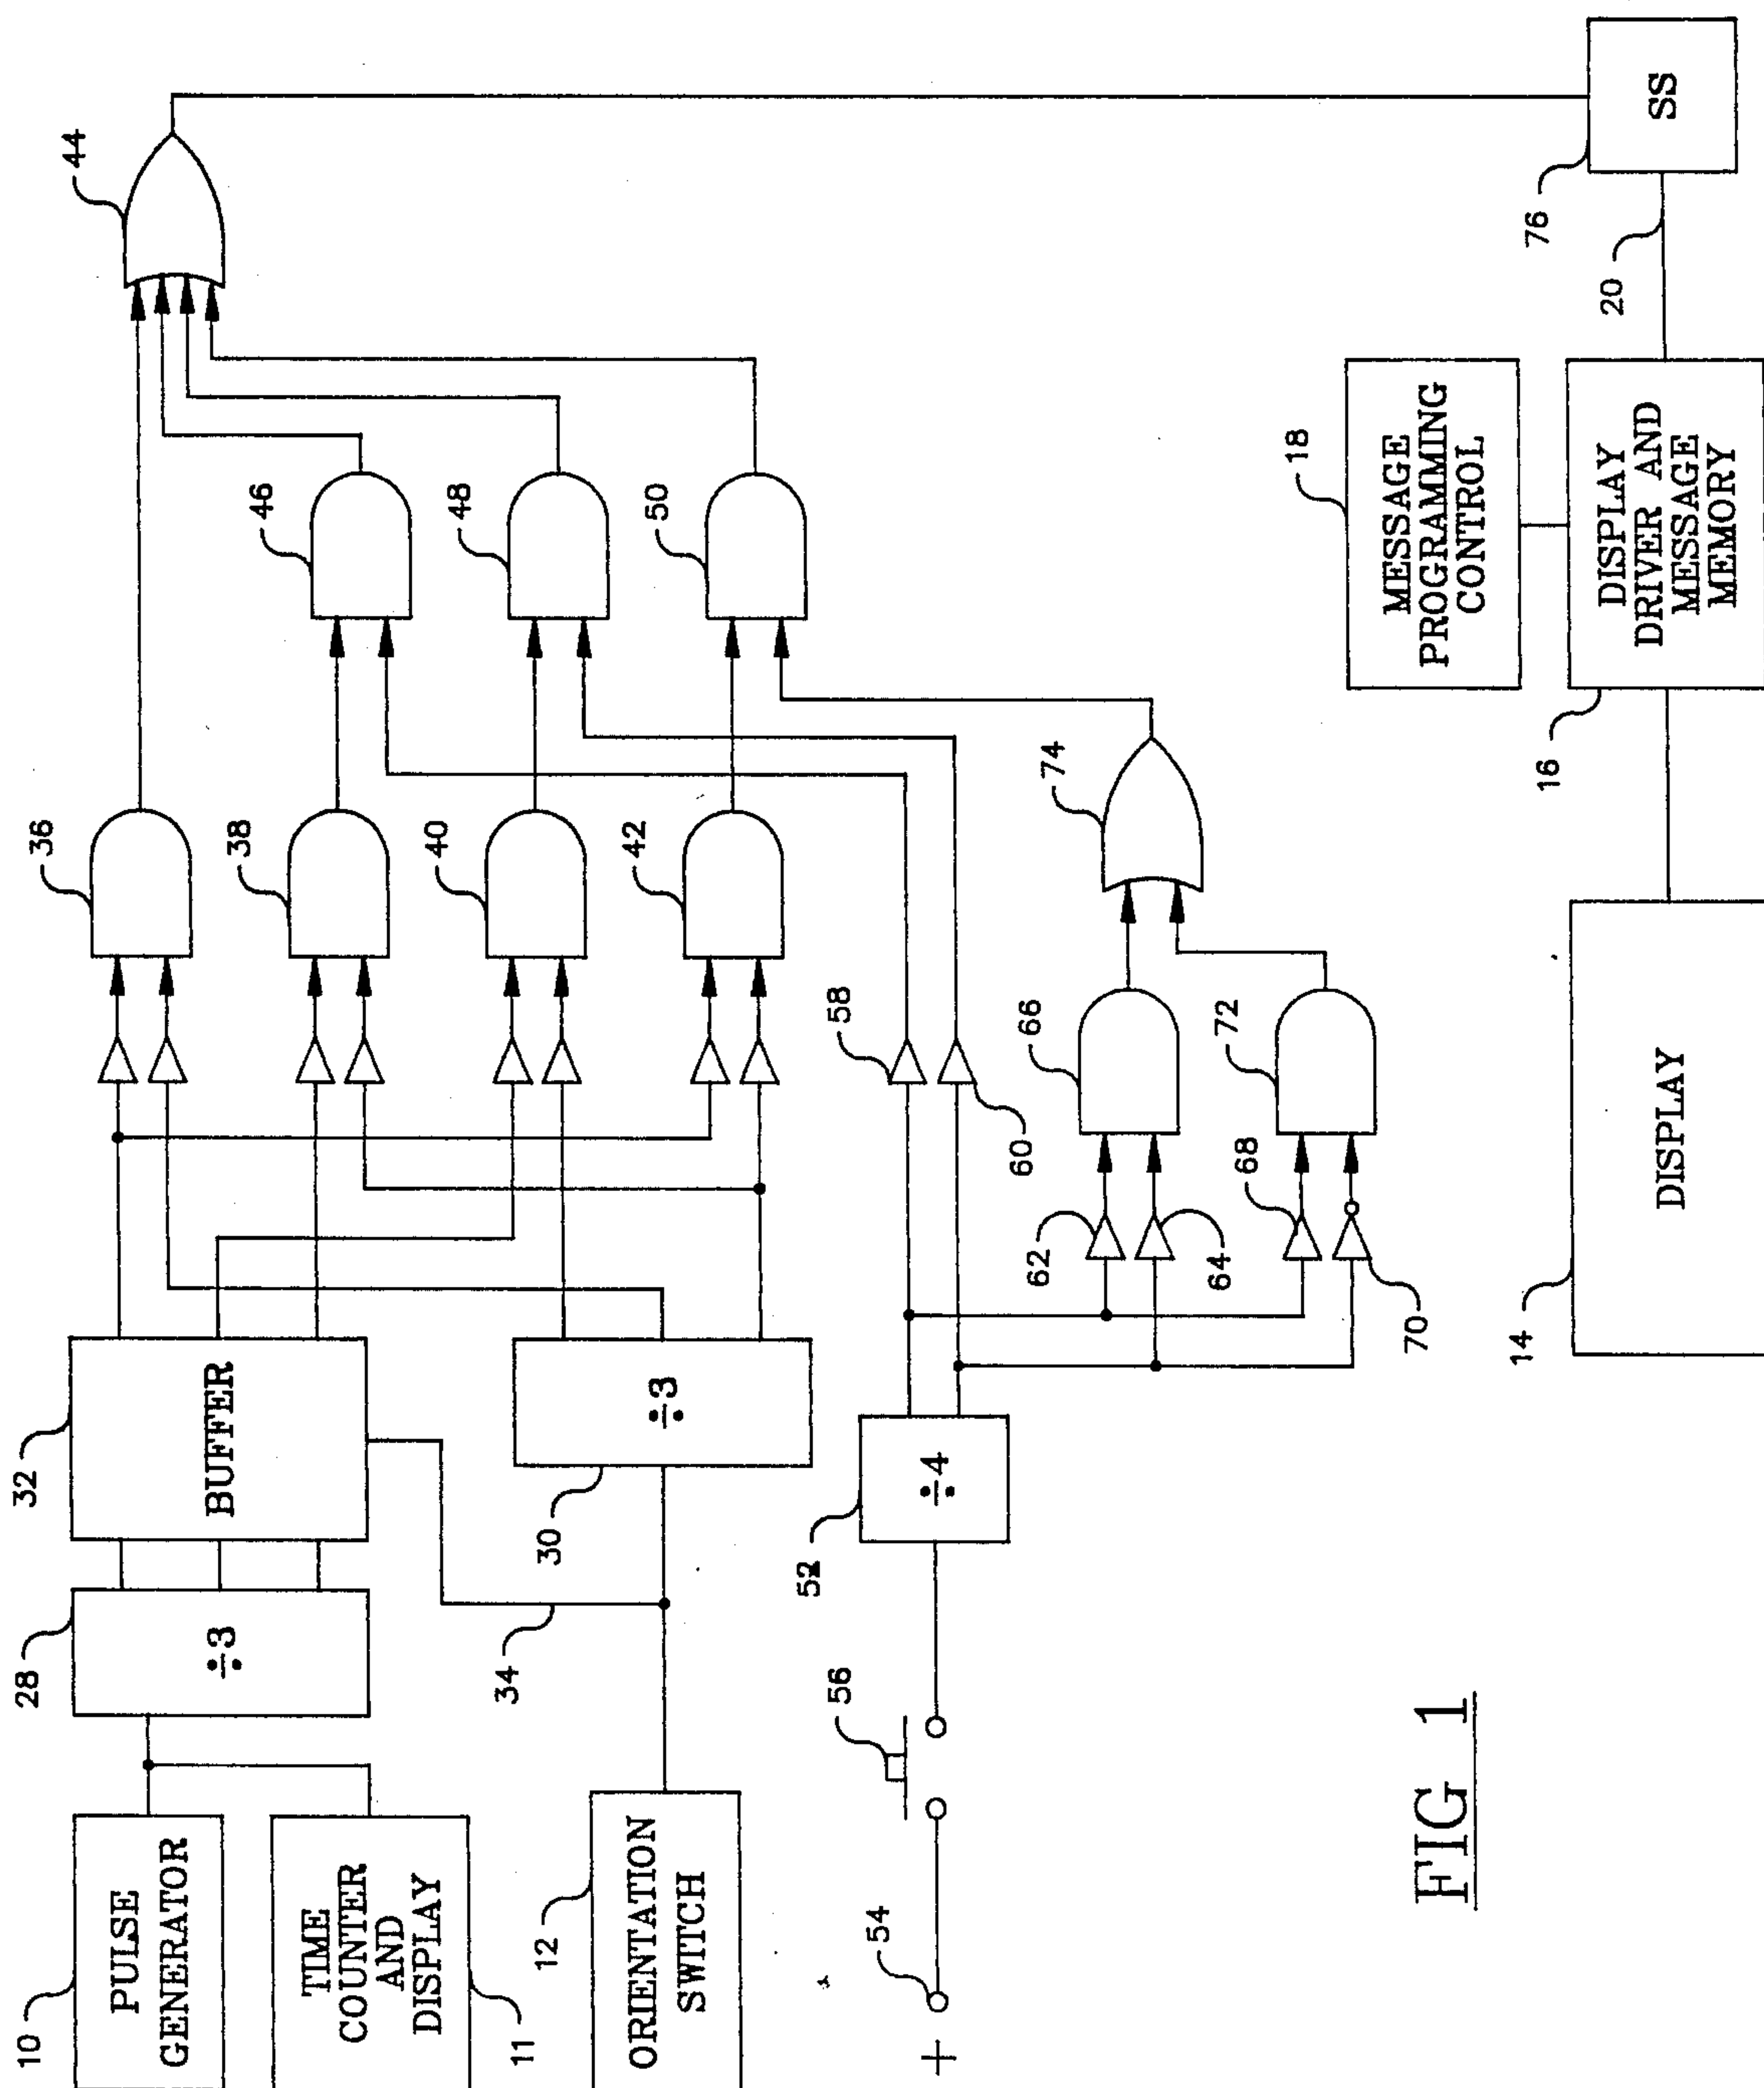 10
PULSE
GENERATOR
TIME
COUNTER
AND
DISPLAY
11
12
ORIENTATION
SWITCH
28
÷3
32
BUFFER
34
30
÷3
36
38
40
42
44
46
48
50
+
54
56
52
÷4
58
60
62
64
66
68
70
72
74
76
SS
20
18
MESSAGE
PROGRAMMING
CONTROL
16
DISPLAY
DRIVER AND
MESSAGE
MEMORY
14
DISPLAY
FIG 1